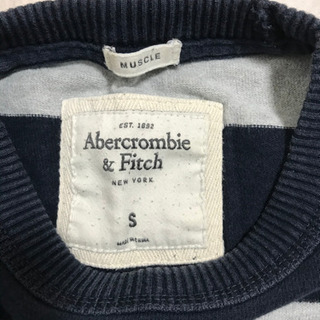 MUSCLE
EST. 1892
Abercrombie
& Fitch
NEW YORK
S